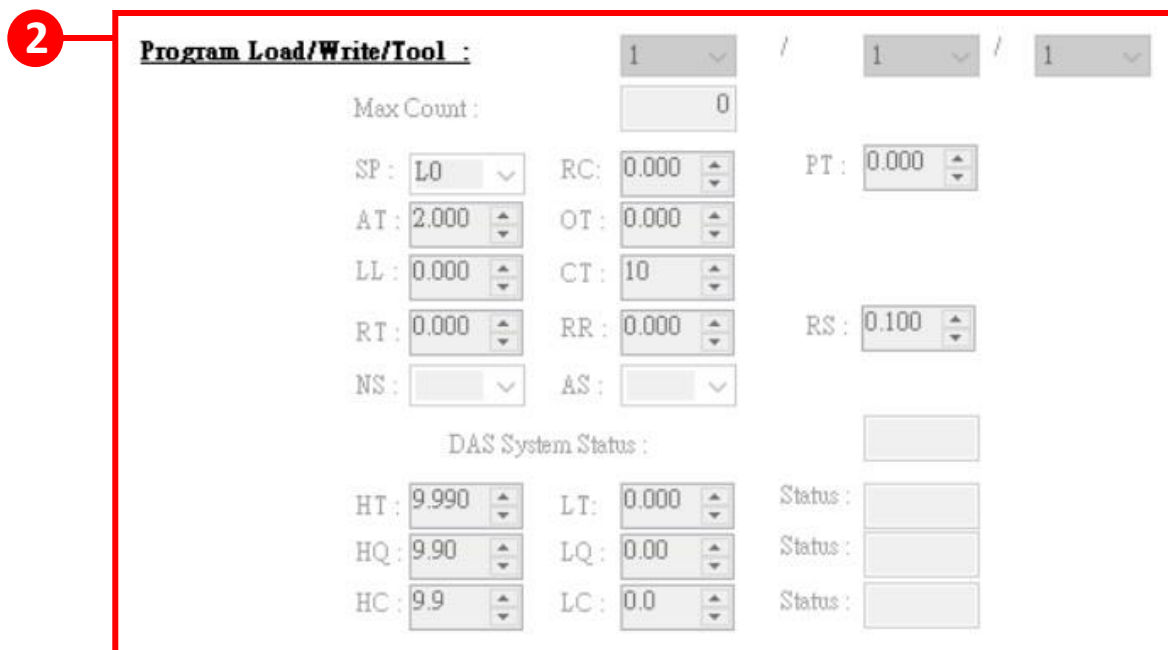 2
Program Load/Write/Tool : 1 / 1 / 1
Max Count : 0
SP : L0 RC: 0.000 PT : 0.000
AT : 2.000 OT : 0.000
LL : 0.000 CT : 10
RT : 0.000 RR : 0.000 RS : 0.100
NS : AS :
DAS System Status :
HT : 9.990 LT: 0.000 Status :
HQ : 9.90 LQ : 0.00 Status :
HC : 9.9 LC : 0.0 Status :